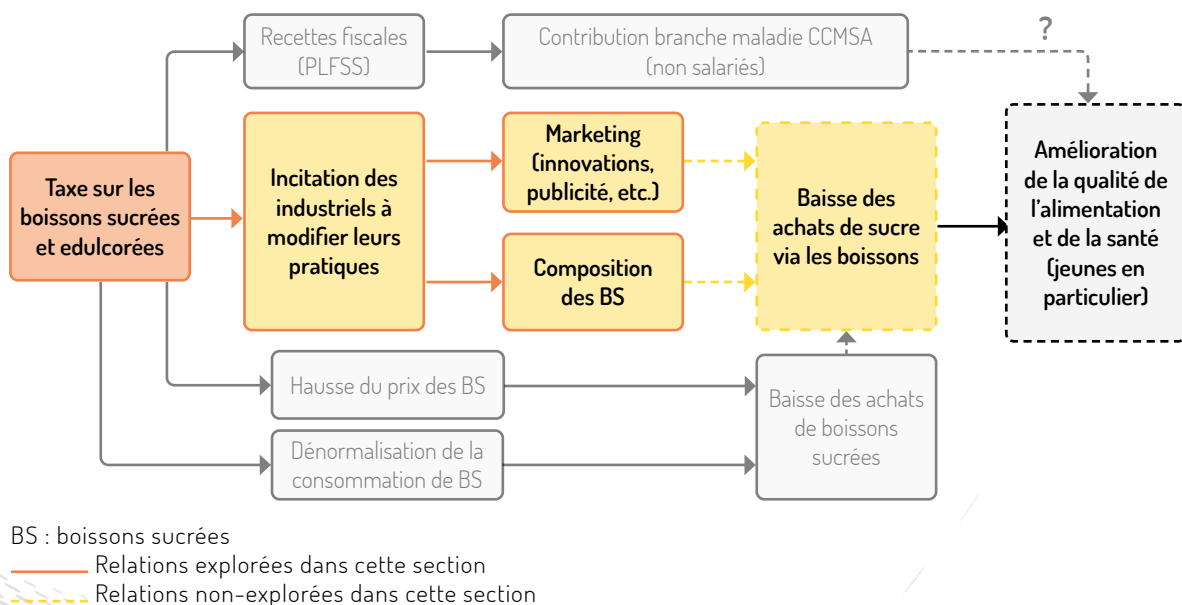 Recettes fiscales
(PLFSS)
Contribution branche maladie CCMSA
(non salariés)
?
Taxe sur les
boissons sucrées
et edulcorées
Incitation des
industriels à
modifier leurs
pratiques
Marketing
(innovations,
publicité, etc.)
Composition
des BS
Baisse des
achats de sucre
via les boissons
Amélioration
de la qualité de
l'alimentation
et de la santé
(jeunes en
particulier)
Hausse du prix des BS
Dénormalisation de la
consommation de BS
Baisse des achats
de boissons
sucrées
BS : boissons sucrées
Relations explorées dans cette section
Relations non-explorées dans cette section